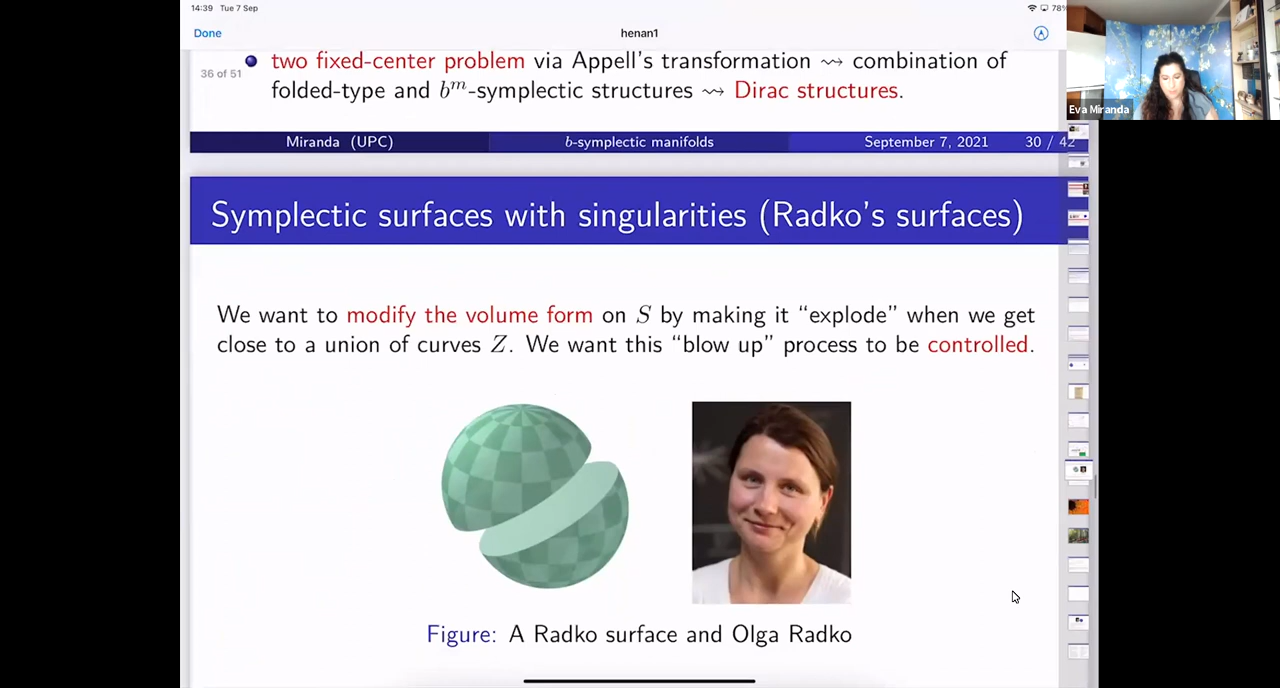 14:39 Tue 7 Sep
78%
Done
henan1
36 of 51
two fixed-center problem via Appell's transformation ⇝ combination of
folded-type and bᵐ-symplectic structures ⇝ Dirac structures.
Eva Miranda
Miranda (UPC) b-symplectic manifolds September 7, 2021 30 / 42
Symplectic surfaces with singularities (Radko's surfaces)
We want to modify the volume form on S by making it “explode” when we get
close to a union of curves Z. We want this “blow up” process to be controlled.
Figure: A Radko surface and Olga Radko